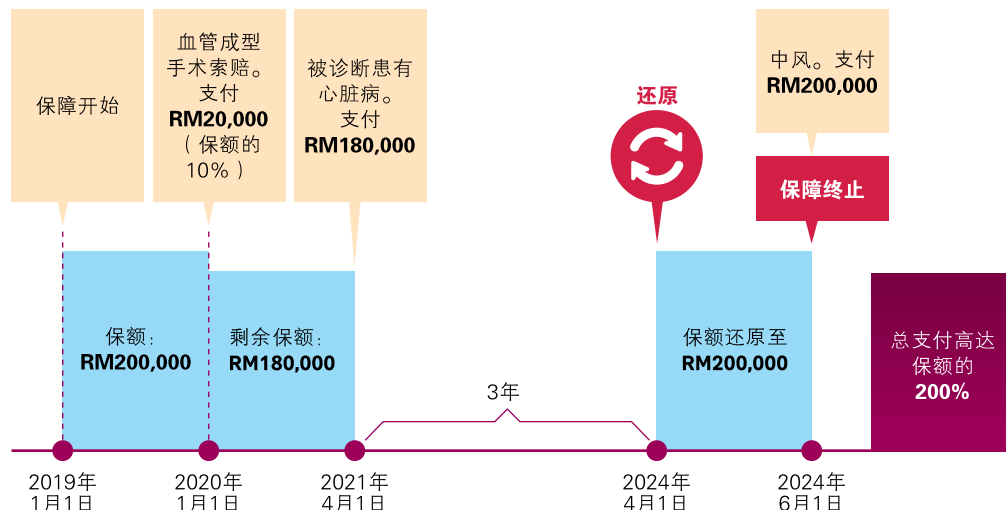 保障开始
血管成型
手术索赔。
支付
RM20,000
（保额的
10%）
被诊断患有
心脏病。
支付
RM180,000
还原
中风。支付
RM200,000
保障终止
保额：
RM200,000
剩余保额：
RM180,000
3年
保额还原至
RM200,000
总支付高达
保额的
200%
2019年
1月1日
2020年
1月1日
2021年
4月1日
2024年
4月1日
2024年
6月1日